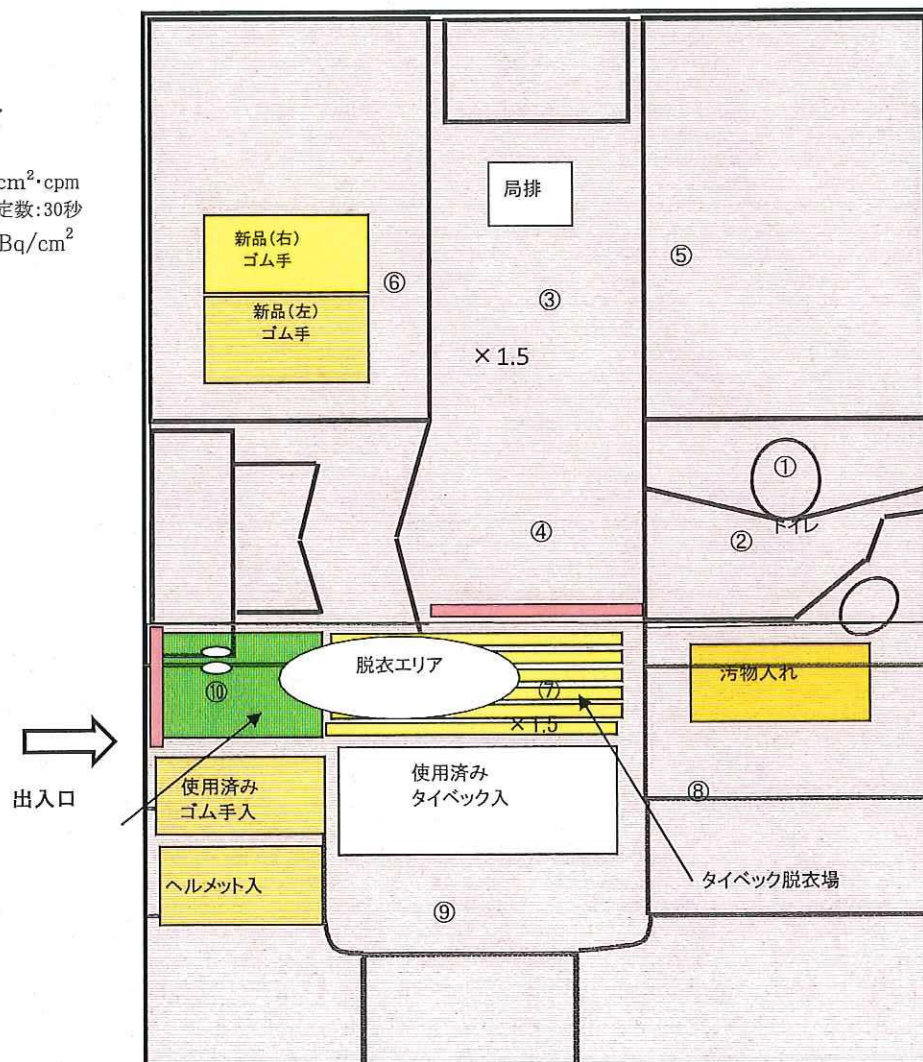 cm²·cpm
定数:30秒
Bq/cm²
局排
新品(右)
ゴム手
新品(左)
ゴム手
⑥
⑤
③
×1.5
①
トイレ
②
④
脱衣エリア
⑩
⑦
×1.5
汚物入れ
出入口
使用済み
ゴム手入
使用済み
タイベック入
⑧
ヘルメット入
タイベック脱衣場
⑨